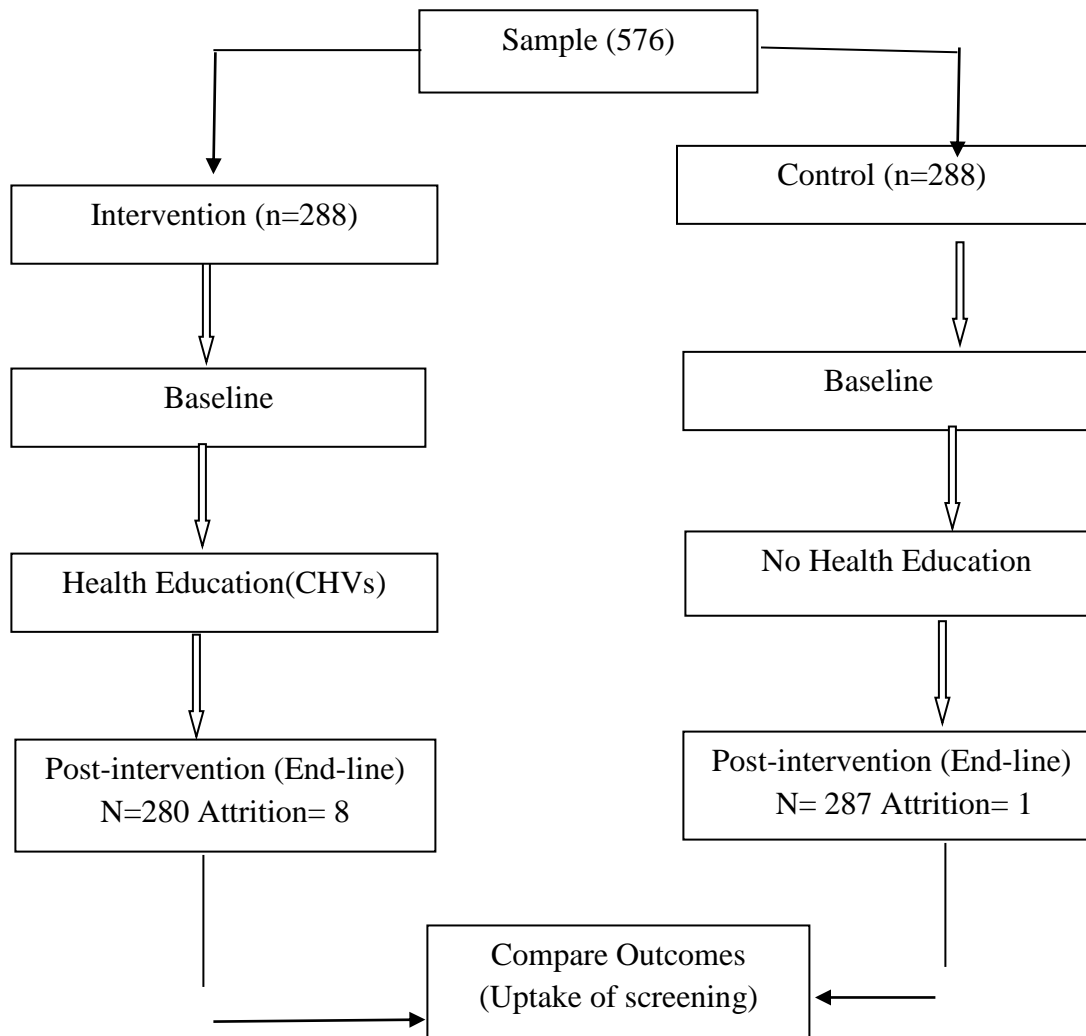 Sample (576)
Control (n=288)
Intervention (n=288)
Baseline
Baseline
Health Education(CHVs)
No Health Education
Post-intervention (End-line)
N=280 Attrition= 8
Post-intervention (End-line)
N= 287 Attrition= 1
Compare Outcomes
(Uptake of screening)